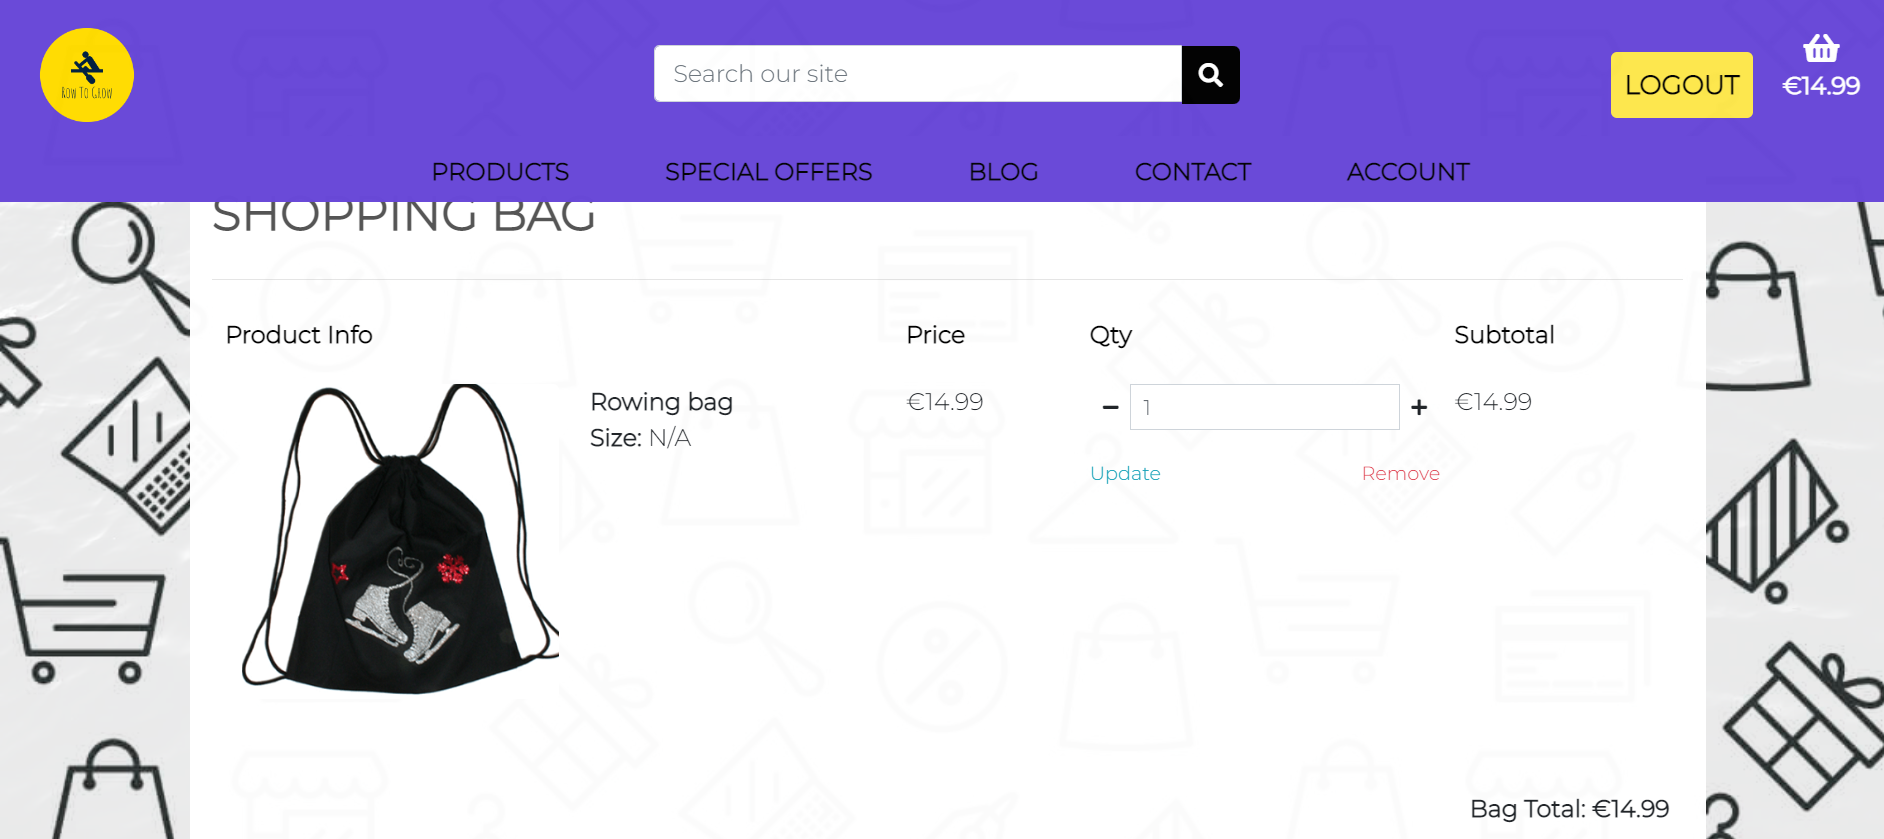 ROW TO GROW
Search our site
LOGOUT
€14.99
PRODUCTS
SPECIAL OFFERS
BLOG
CONTACT
ACCOUNT
SHOPPING BAG
Product Info
Price
Qty
Subtotal
Rowing bag
Size: N/A
€14.99
1
€14.99
Update
Remove
Bag Total: €14.99